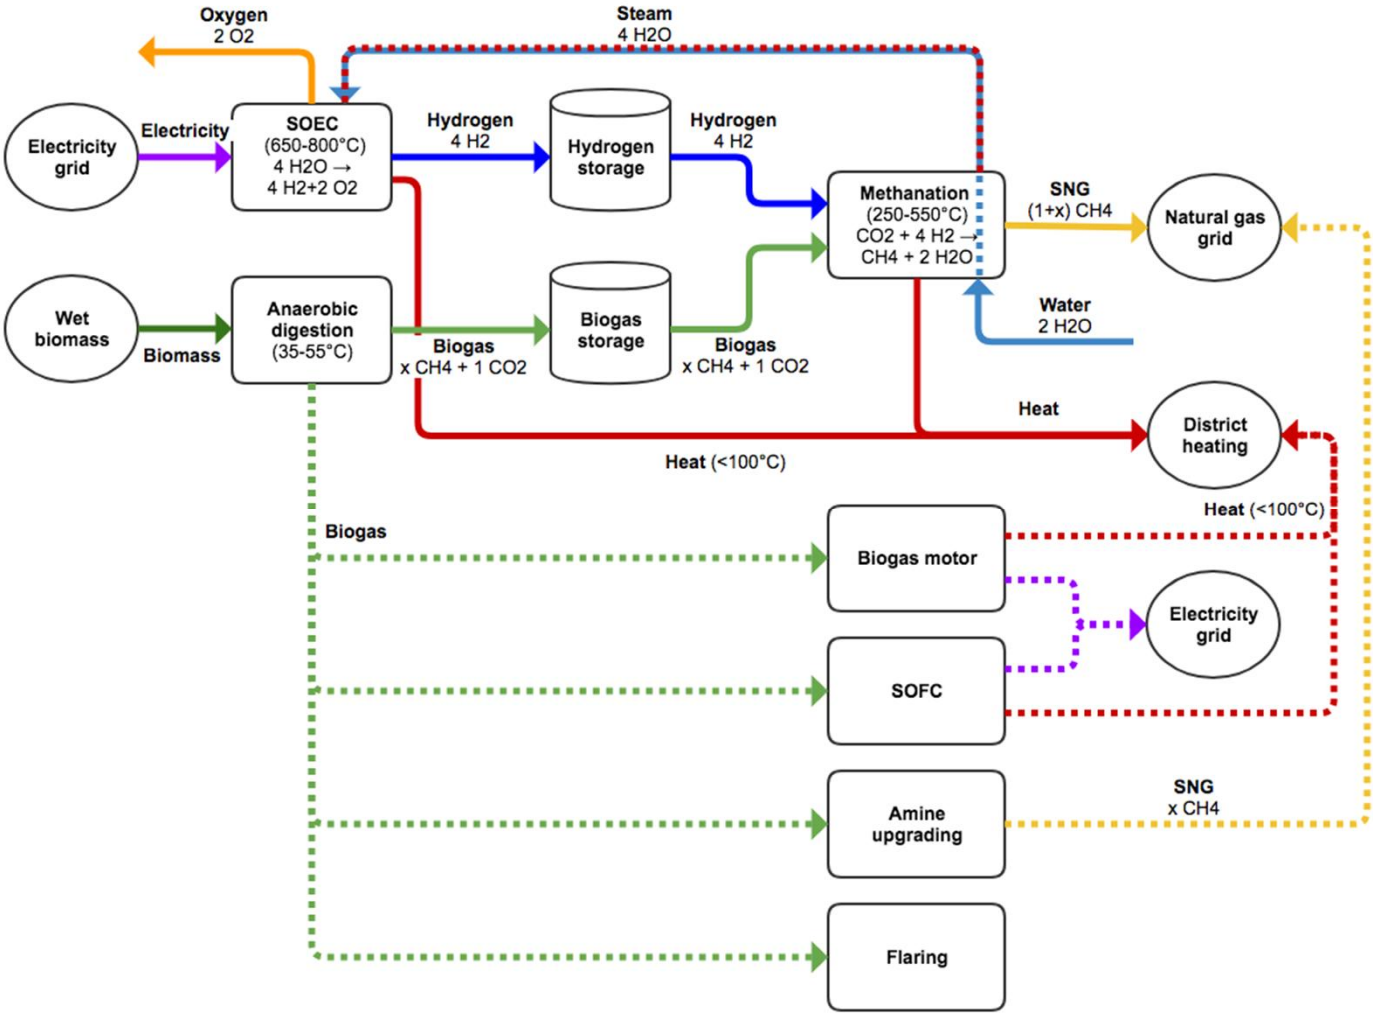 Oxygen
2 O2
Steam
4 H2O
Electricity
grid
Electricity
SOEC
(650-800°C)
4 H2O →
4 H2+2 O2
Hydrogen
4 H2
Hydrogen
storage
Hydrogen
4 H2
Methanation
(250-550°C)
CO2 + 4 H2 →
CH4 + 2 H2O
SNG
(1+x) CH4
Natural gas
grid
Wet
biomass
Biomass
Anaerobic
digestion
(35-55°C)
Biogas
x CH4 + 1 CO2
Biogas
storage
Biogas
x CH4 + 1 CO2
Water
2 H2O
Heat
District
heating
Heat (<100°C)
Heat (<100°C)
Biogas
Biogas motor
Electricity
grid
SOFC
Amine
upgrading
SNG
x CH4
Flaring